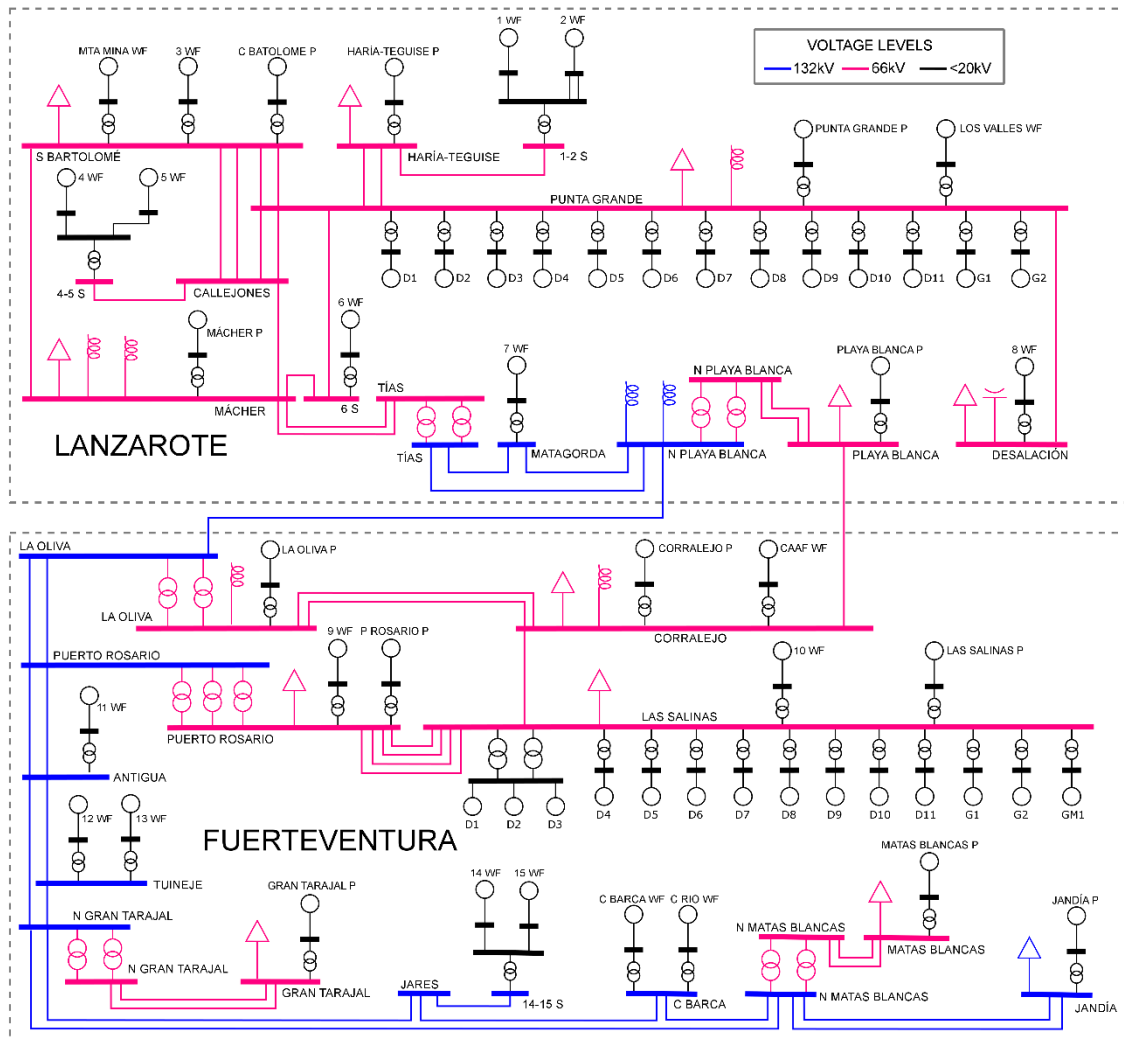 1 WF
2 WF
MTA MINA WF
3 WF
C BATOLOME P
HARÍA-TEGUISE P
VOLTAGE LEVELS
132kV
66kV
<20kV
PUNTA GRANDE P
LOS VALLES WF
S BARTOLOMÉ
HARÍA-TEGUISE
1-2 S
4 WF
5 WF
PUNTA GRANDE
D1
D2
D3
D4
D5
D6
D7
D8
D9
D10
D11
G1
G2
4-5 S
CALLEJONES
6 WF
MÁCHER P
7 WF
PLAYA BLANCA P
8 WF
N PLAYA BLANCA
TÍAS
MÁCHER
6 S
LANZAROTE
TÍAS
MATAGORDA
N PLAYA BLANCA
PLAYA BLANCA
DESALACIÓN
LA OLIVA
LA OLIVA P
CORRALEJO P
CAAF WF
LA OLIVA
CORRALEJO
9 WF
P ROSARIO P
PUERTO ROSARIO
10 WF
LAS SALINAS P
11 WF
LAS SALINAS
PUERTO ROSARIO
ANTIGUA
D1
D2
D3
D4
D5
D6
D7
D8
D9
D10
D11
G1
G2
GM1
12 WF
13 WF
FUERTEVENTURA
TUINEJE
MATAS BLANCAS P
GRAN TARAJAL P
14 WF
15 WF
C BARCA WF
C RIO WF
JANDÍA P
N GRAN TARAJAL
N MATAS BLANCAS
MATAS BLANCAS
N GRAN TARAJAL
GRAN TARAJAL
JARES
14-15 S
C BARCA
N MATAS BLANCAS
JANDÍA